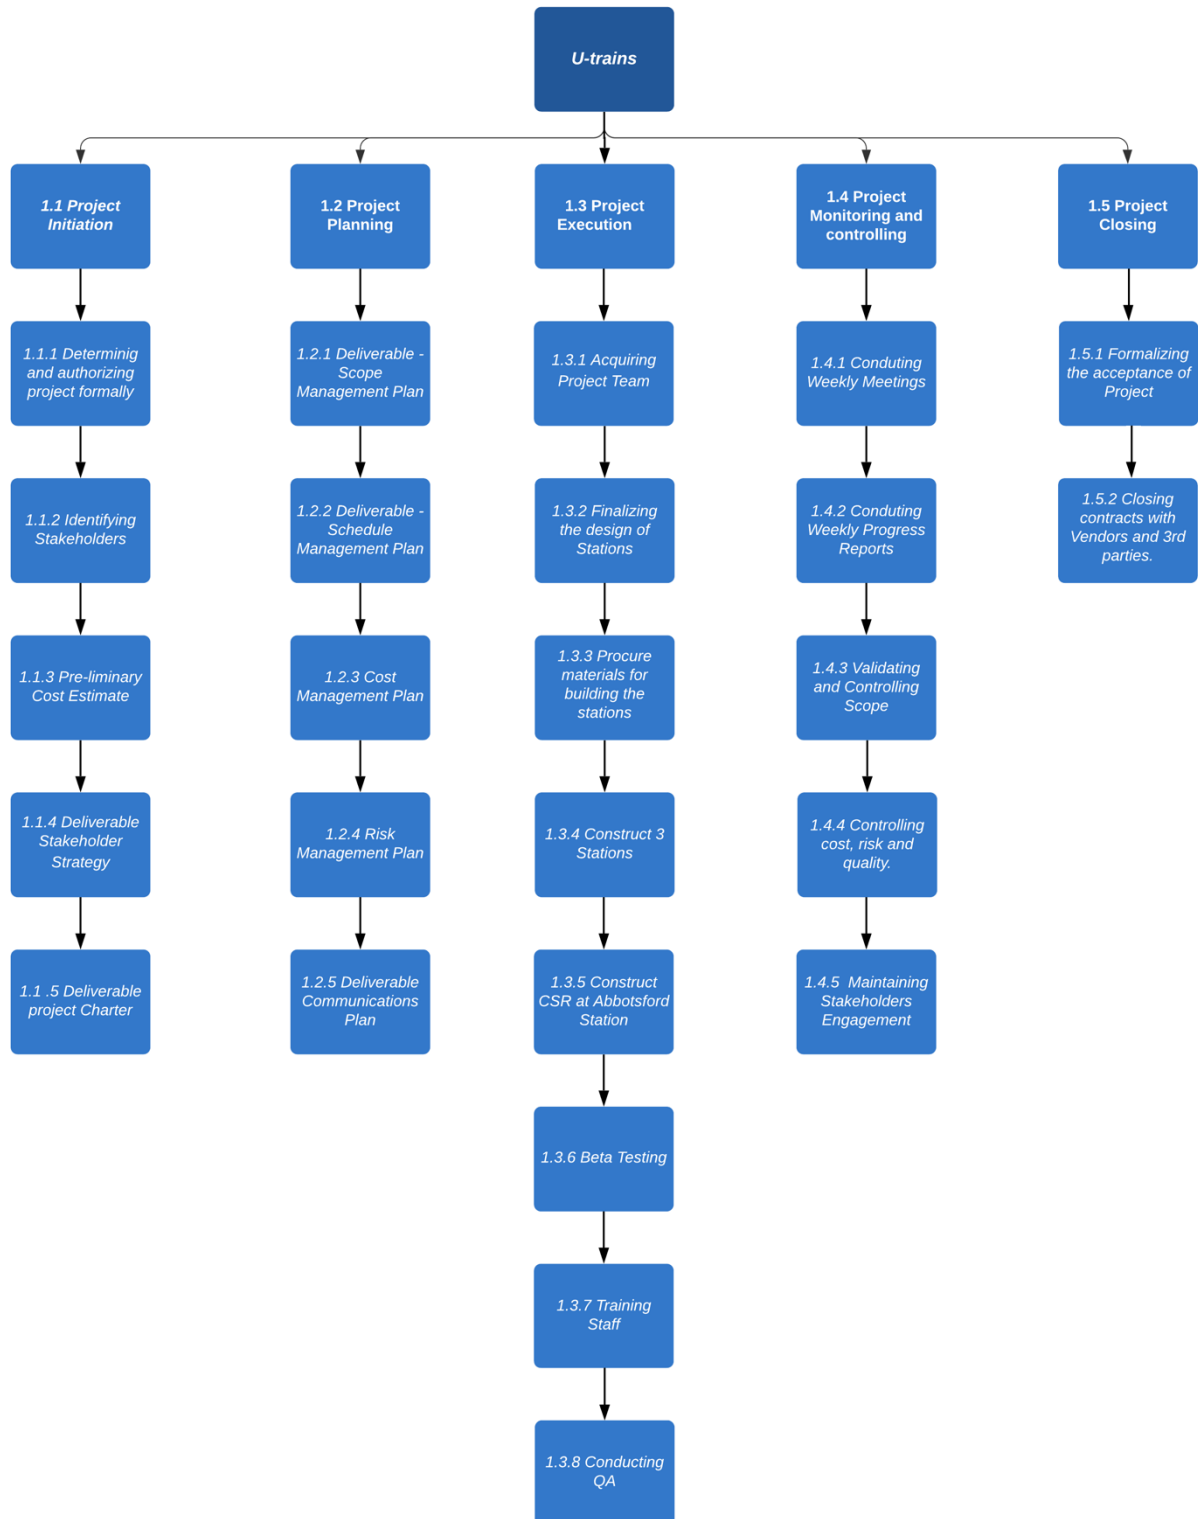 U-trains
1.1 Project
Initiation
1.2 Project
Planning
1.3 Project
Execution
1.4 Project
Monitoring and
controlling
1.5 Project
Closing
1.1.1 Determinig
and authorizing
project formally
1.2.1 Deliverable -
Scope
Management Plan
1.3.1 Acquiring
Project Team
1.4.1 Conduting
Weekly Meetings
1.5.1 Formalizing
the acceptance of
Project
1.1.2 Identifying
Stakeholders
1.2.2 Deliverable -
Schedule
Management Plan
1.3.2 Finalizing
the design of
Stations
1.4.2 Conduting
Weekly Progress
Reports
1.5.2 Closing
contracts with
Vendors and 3rd
parties.
1.1.3 Pre-liminary
Cost Estimate
1.2.3 Cost
Management Plan
1.3.3 Procure
materials for
building the
stations
1.4.3 Validating
and Controlling
Scope
1.1.4 Deliverable
Stakeholder
Strategy
1.2.4 Risk
Management Plan
1.3.4 Construct 3
Stations
1.4.4 Controlling
cost, risk and
quality.
1.1 .5 Deliverable
project Charter
1.2.5 Deliverable
Communications
Plan
1.3.5 Construct
CSR at Abbotsford
Station
1.4.5  Maintaining
Stakeholders
Engagement
1.3.6 Beta Testing
1.3.7 Training
Staff
1.3.8 Conducting
QA